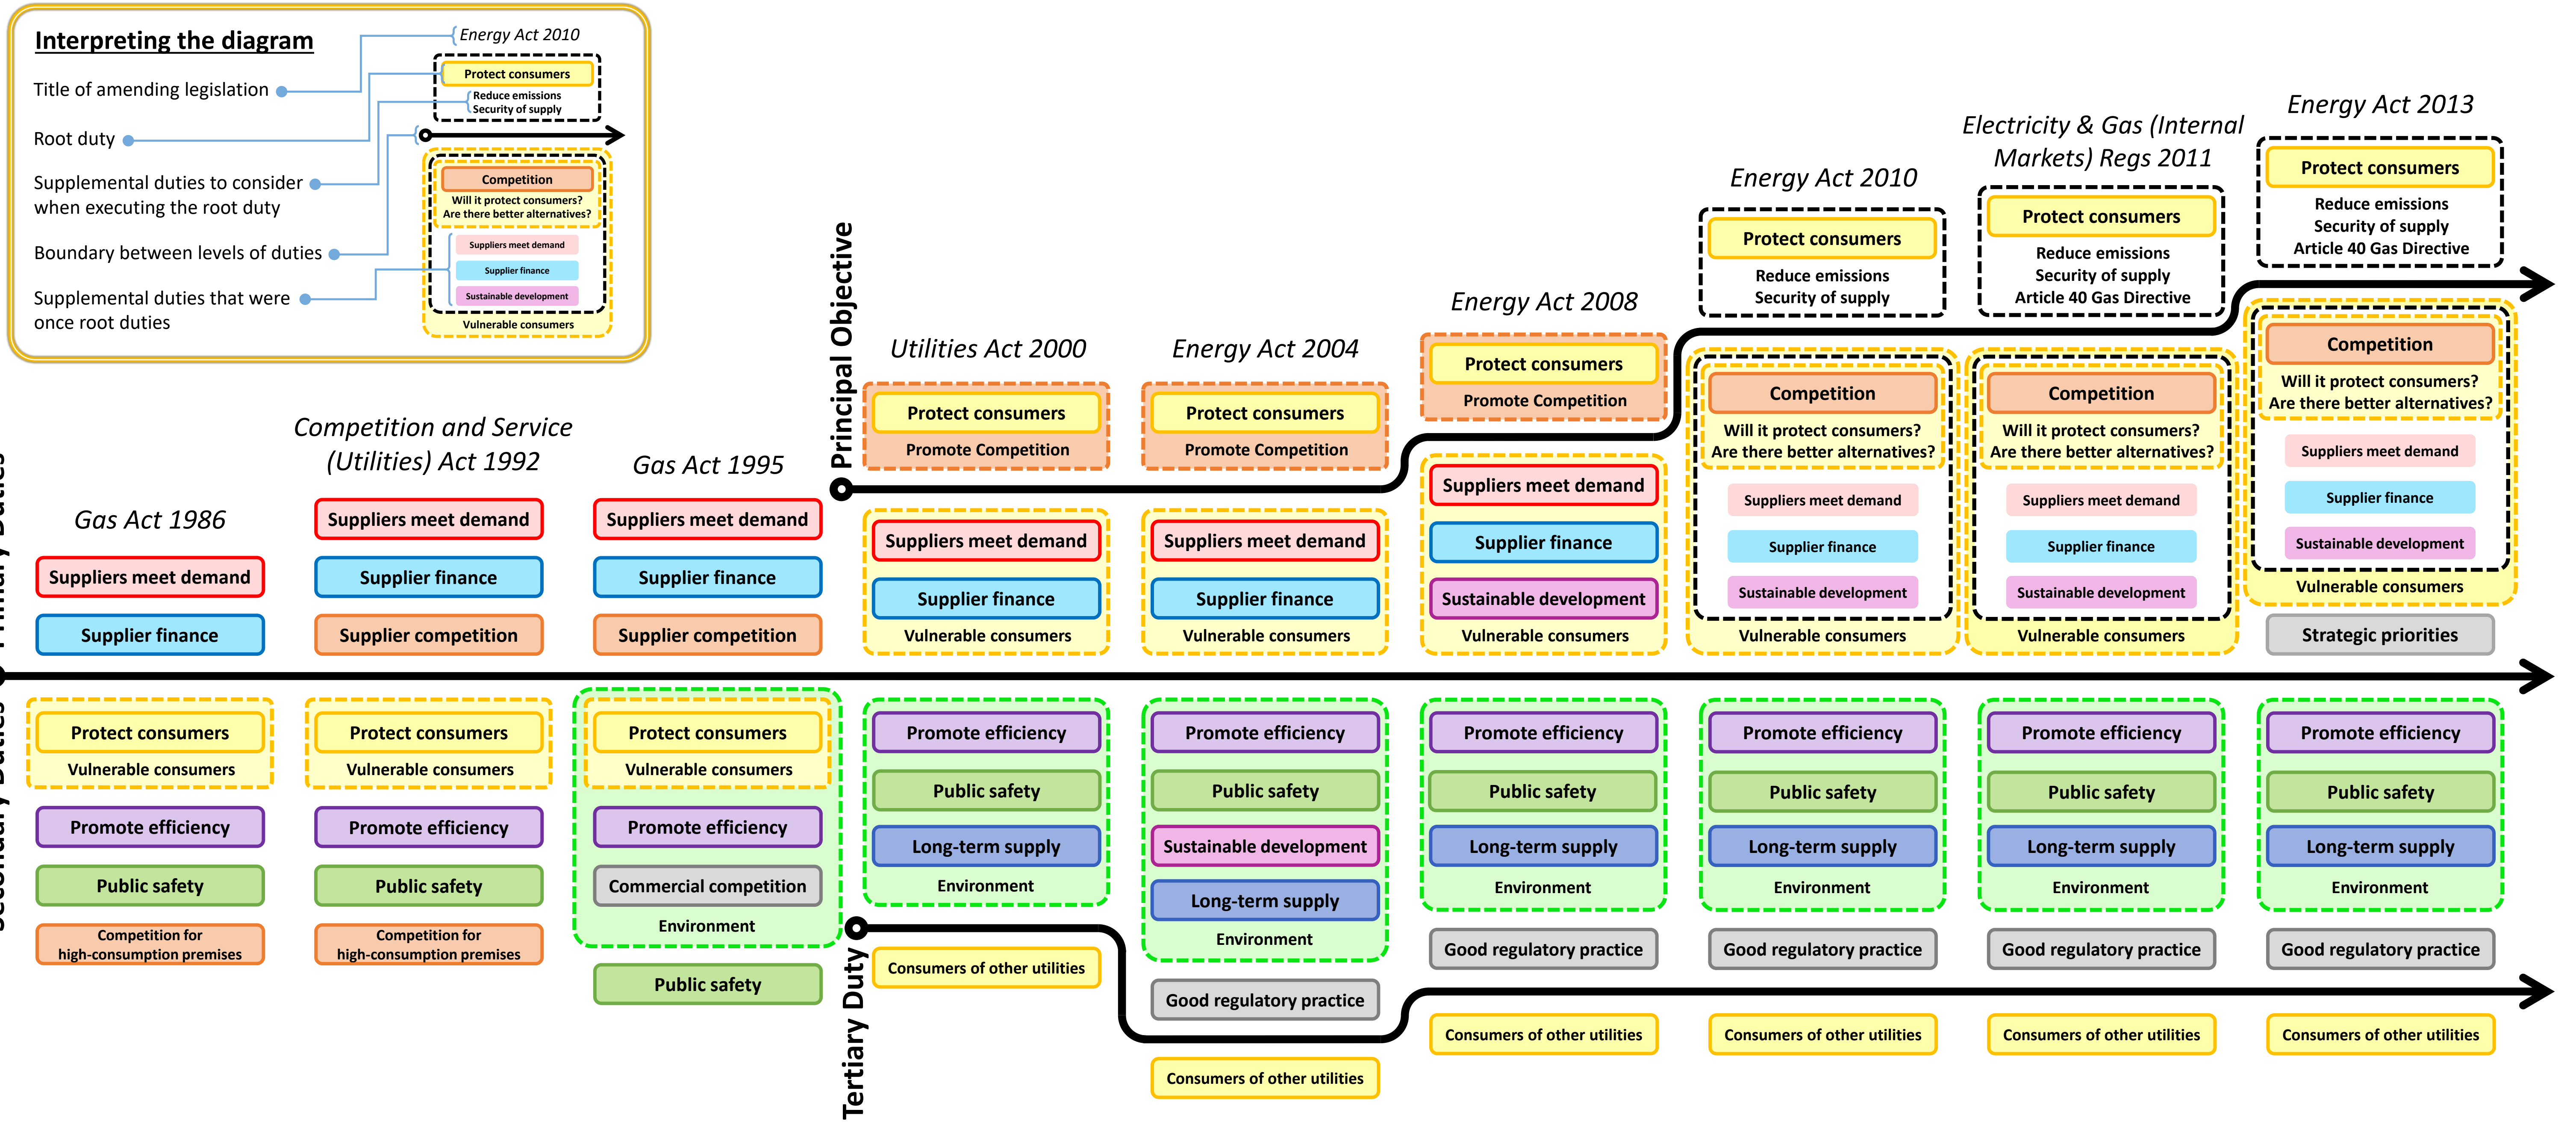 Interpreting the diagram
Title of amending legislation
Root duty
Supplemental duties to consider
when executing the root duty
Boundary between levels of duties
Supplemental duties that were
once root duties
Energy Act 2010
Protect consumers
Reduce emissions
Security of supply
Competition
Will it protect consumers?
Are there better alternatives?
Suppliers meet demand
Supplier finance
Sustainable development
Vulnerable consumers
Principal Objective
Tertiary Duty
Gas Act 1986
Suppliers meet demand
Supplier finance
Protect consumers
Vulnerable consumers
Promote efficiency
Public safety
Competition for
high-consumption premises
Competition and Service
(Utilities) Act 1992
Suppliers meet demand
Supplier finance
Supplier competition
Protect consumers
Vulnerable consumers
Promote efficiency
Public safety
Competition for
high-consumption premises
Gas Act 1995
Suppliers meet demand
Supplier finance
Supplier competition
Protect consumers
Vulnerable consumers
Promote efficiency
Commercial competition
Environment
Public safety
Utilities Act 2000
Protect consumers
Promote Competition
Suppliers meet demand
Supplier finance
Vulnerable consumers
Promote efficiency
Public safety
Long-term supply
Environment
Consumers of other utilities
Energy Act 2004
Protect consumers
Promote Competition
Suppliers meet demand
Supplier finance
Vulnerable consumers
Promote efficiency
Public safety
Sustainable development
Long-term supply
Environment
Good regulatory practice
Consumers of other utilities
Energy Act 2008
Protect consumers
Promote Competition
Suppliers meet demand
Supplier finance
Sustainable development
Vulnerable consumers
Promote efficiency
Public safety
Long-term supply
Environment
Good regulatory practice
Consumers of other utilities
Energy Act 2010
Protect consumers
Reduce emissions
Security of supply
Competition
Will it protect consumers?
Are there better alternatives?
Suppliers meet demand
Supplier finance
Sustainable development
Vulnerable consumers
Promote efficiency
Public safety
Long-term supply
Environment
Good regulatory practice
Consumers of other utilities
Electricity & Gas (Internal
Markets) Regs 2011
Protect consumers
Reduce emissions
Security of supply
Article 40 Gas Directive
Competition
Will it protect consumers?
Are there better alternatives?
Suppliers meet demand
Supplier finance
Sustainable development
Vulnerable consumers
Promote efficiency
Public safety
Long-term supply
Environment
Good regulatory practice
Consumers of other utilities
Energy Act 2013
Protect consumers
Reduce emissions
Security of supply
Article 40 Gas Directive
Competition
Will it protect consumers?
Are there better alternatives?
Suppliers meet demand
Supplier finance
Sustainable development
Vulnerable consumers
Strategic priorities
Promote efficiency
Public safety
Long-term supply
Environment
Good regulatory practice
Consumers of other utilities